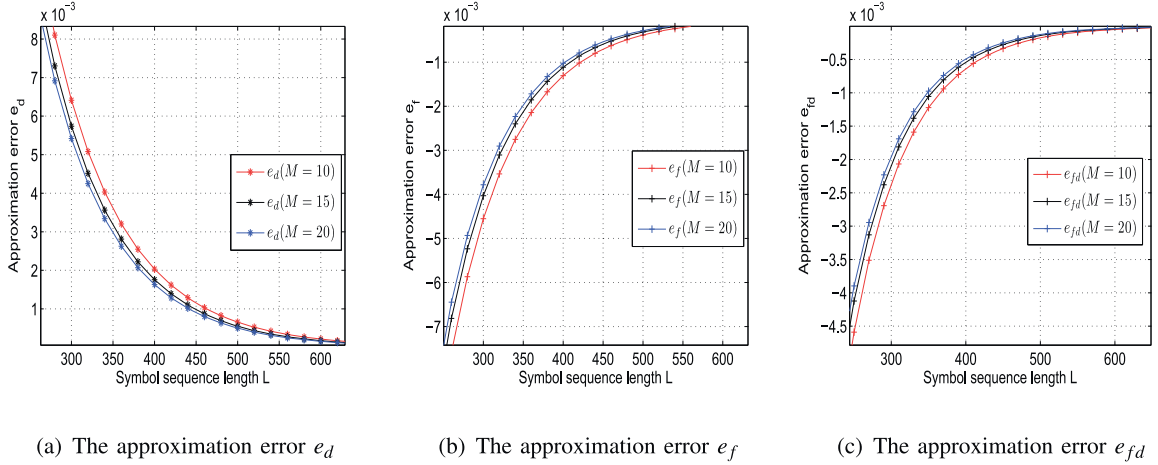 x 10⁻³
8
7
6
5
4
3
2
1
Approximation error e_d
e_d(M = 10)
e_d(M = 15)
e_d(M = 20)
300 350 400 450 500 550 600
Symbol sequence length L
(a) The approximation error e_d
x 10⁻³
−1
−2
−3
−4
−5
−6
−7
Approximation error e_f
e_f(M = 10)
e_f(M = 15)
e_f(M = 20)
300 350 400 450 500 550 600
Symbol sequence length L
(b) The approximation error e_f
x 10⁻³
−0.5
−1
−1.5
−2
−2.5
−3
−3.5
−4
−4.5
Approximation error e_fd
e_fd(M = 10)
e_fd(M = 15)
e_fd(M = 20)
300 400 500 600
Symbol sequence length L
(c) The approximation error e_fd